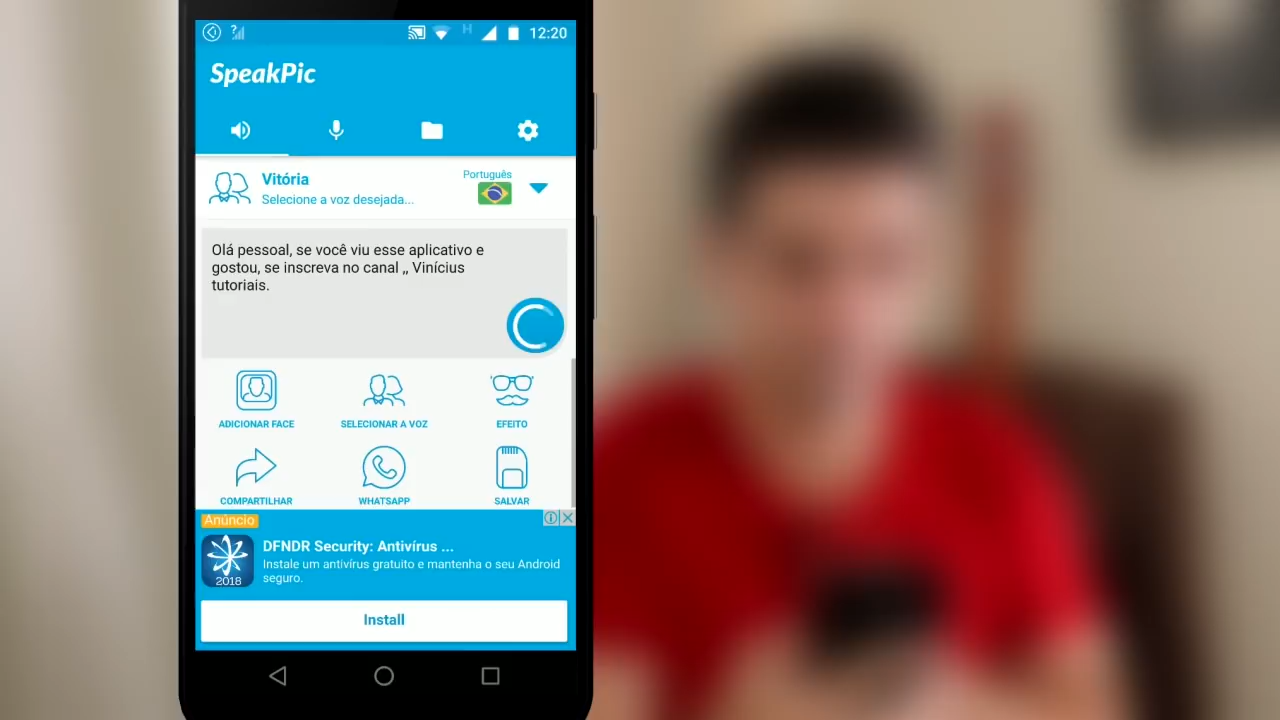 12:20
SpeakPic
Vitória
Português
Selecione a voz desejada...
Olá pessoal, se você viu esse aplicativo e
gostou, se inscreva no canal ,, Vinícius
tutoriais.
ADICIONAR FACE
SELECIONAR A VOZ
EFEITO
COMPARTILHAR
WHATSAPP
SALVAR
Anúncio
DFNDR Security: Antivírus ...
Instale um antivírus gratuito e mantenha o seu Android
seguro.
2018
Install